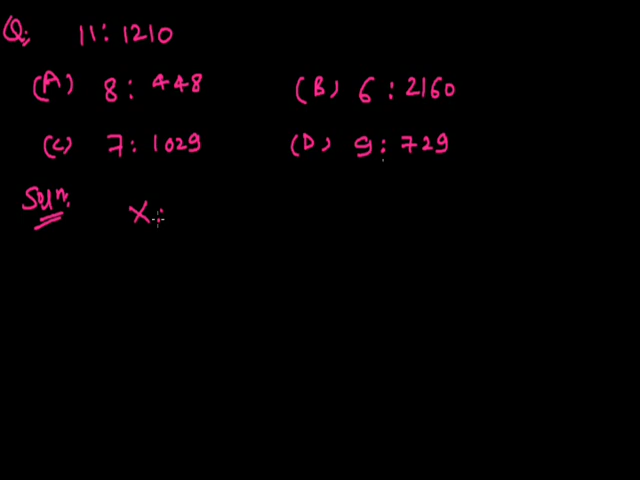 Q: 11 : 1210
(A) 8 : 448 (B) 6 : 2160
(C) 7 : 1029 (D) 9 : 729
Soln. X :